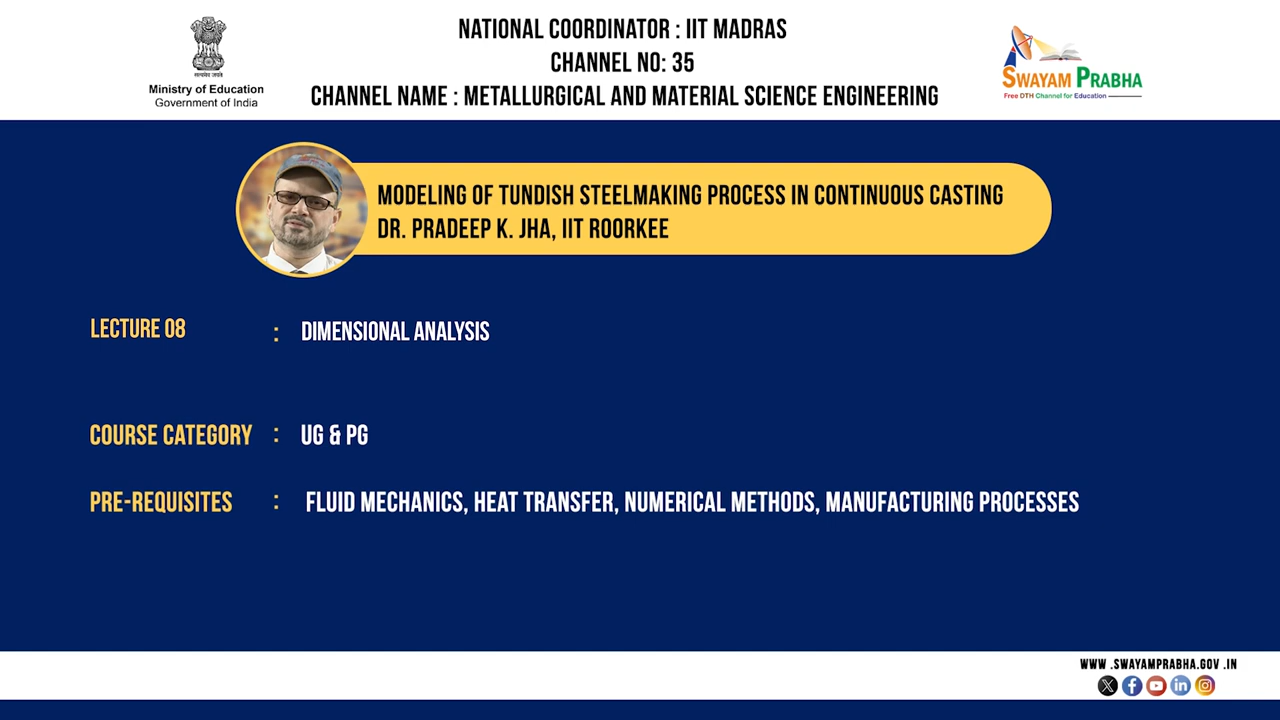 सत्यमेव जयते
Ministry of Education
Government of India
NATIONAL COORDINATOR : IIT MADRAS
CHANNEL NO: 35
CHANNEL NAME : METALLURGICAL AND MATERIAL SCIENCE ENGINEERING
SWAYAM PRABHA
Free DTH Channel for Education
MODELING OF TUNDISH STEELMAKING PROCESS IN CONTINUOUS CASTING
DR. PRADEEP K. JHA, IIT ROORKEE
LECTURE 08 : DIMENSIONAL ANALYSIS
COURSE CATEGORY : UG & PG
PRE-REQUISITES : FLUID MECHANICS, HEAT TRANSFER, NUMERICAL METHODS, MANUFACTURING PROCESSES
WWW .SWAYAMPRABHA.GOV .IN